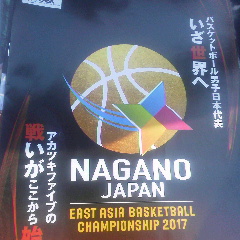 バスケットボール男子日本代表
いざ世界へ
NAGANO
JAPAN
EAST ASIA BASKETBALL
CHAMPIONSHIP 2017
アカツキファイブの
戦いがここから始